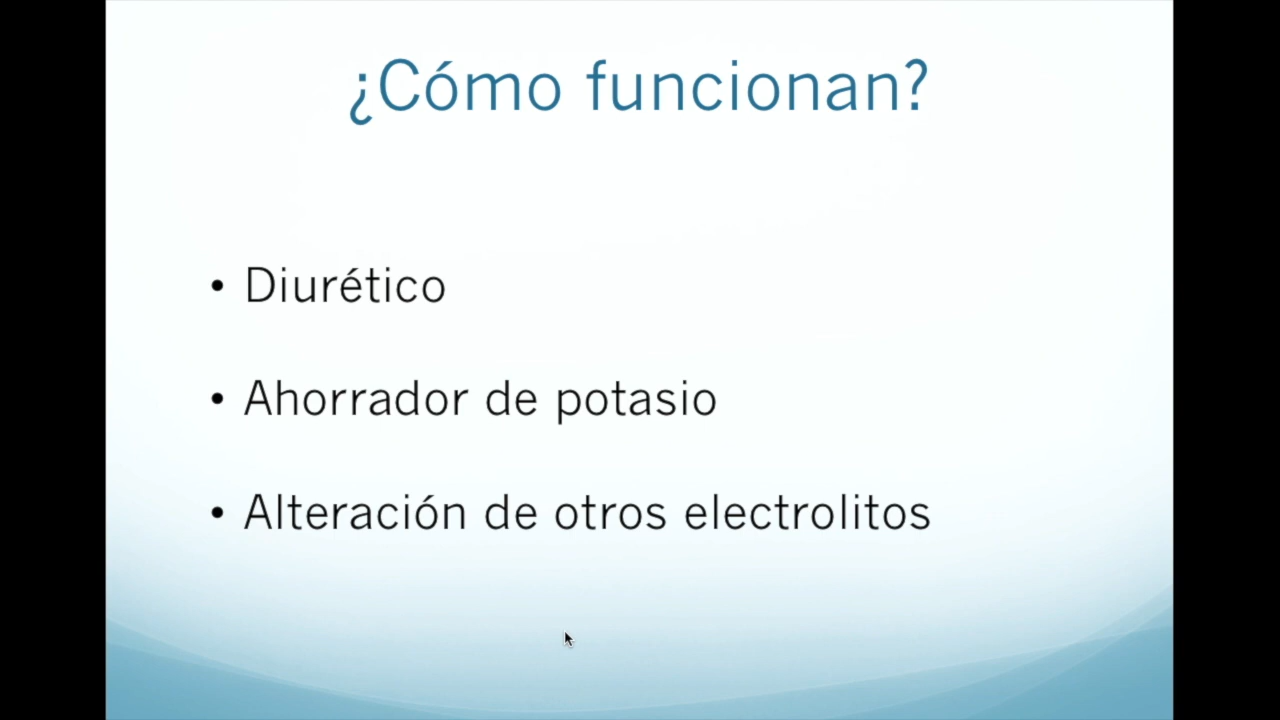 ¿Cómo funcionan?
• Diurético
• Ahorrador de potasio
• Alteración de otros electrolitos